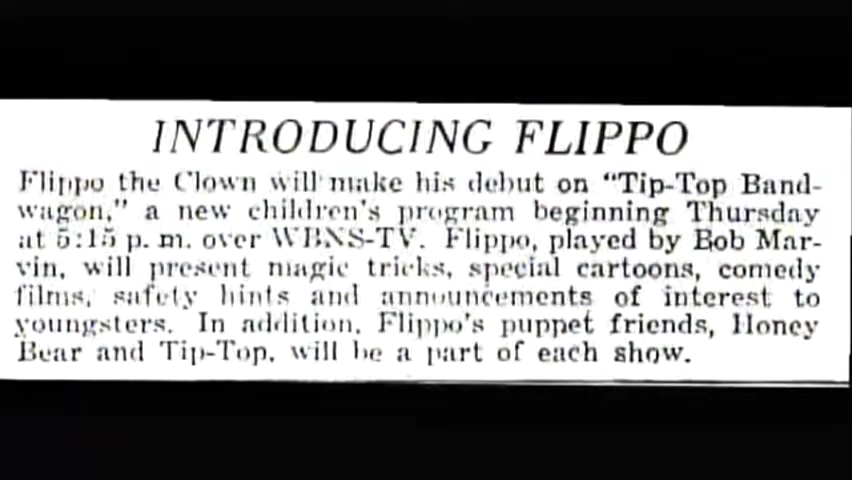 INTRODUCING FLIPPO
Flippo the Clown will make his debut on "Tip-Top Band-
wagon," a new children's program beginning Thursday
at 5:15 p. m. over WBNS-TV. Flippo, played by Bob Mar-
vin, will present magic tricks, special cartoons, comedy
films, safety hints and announcements of interest to
youngsters. In addition, Flippo's puppet friends, Honey
Bear and Tip-Top, will be a part of each show.